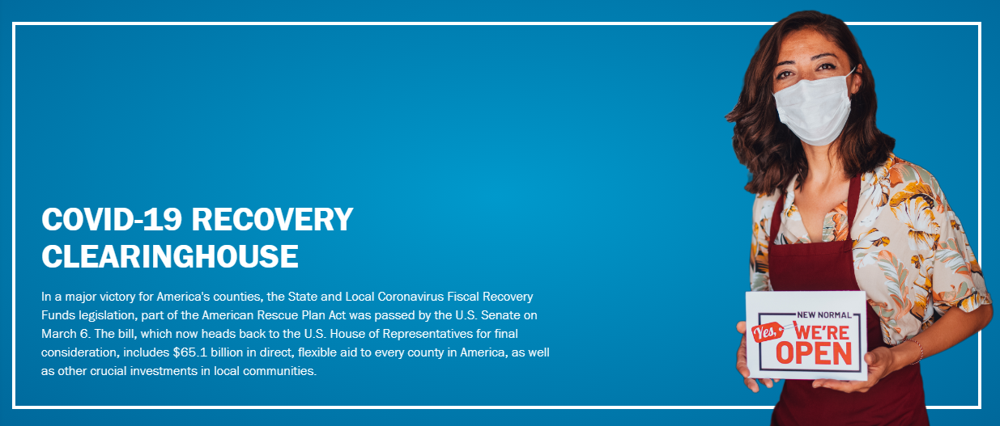 COVID-19 RECOVERY
CLEARINGHOUSE
In a major victory for America's counties, the State and Local Coronavirus Fiscal Recovery
Funds legislation, part of the American Rescue Plan Act was passed by the U.S. Senate on
March 6. The bill, which now heads back to the U.S. House of Representatives for final
consideration, includes $65.1 billion in direct, flexible aid to every county in America, as well
as other crucial investments in local communities.
NEW NORMAL
Yes, WE'RE
OPEN